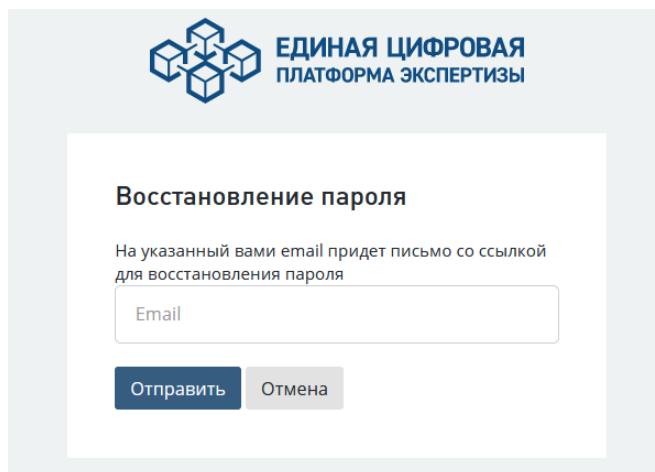 ЕДИНАЯ ЦИФРОВАЯ
ПЛАТФОРМА ЭКСПЕРТИЗЫ
Восстановление пароля
На указанный вами email придет письмо со ссылкой
для восстановления пароля
Email
Отправить Отмена